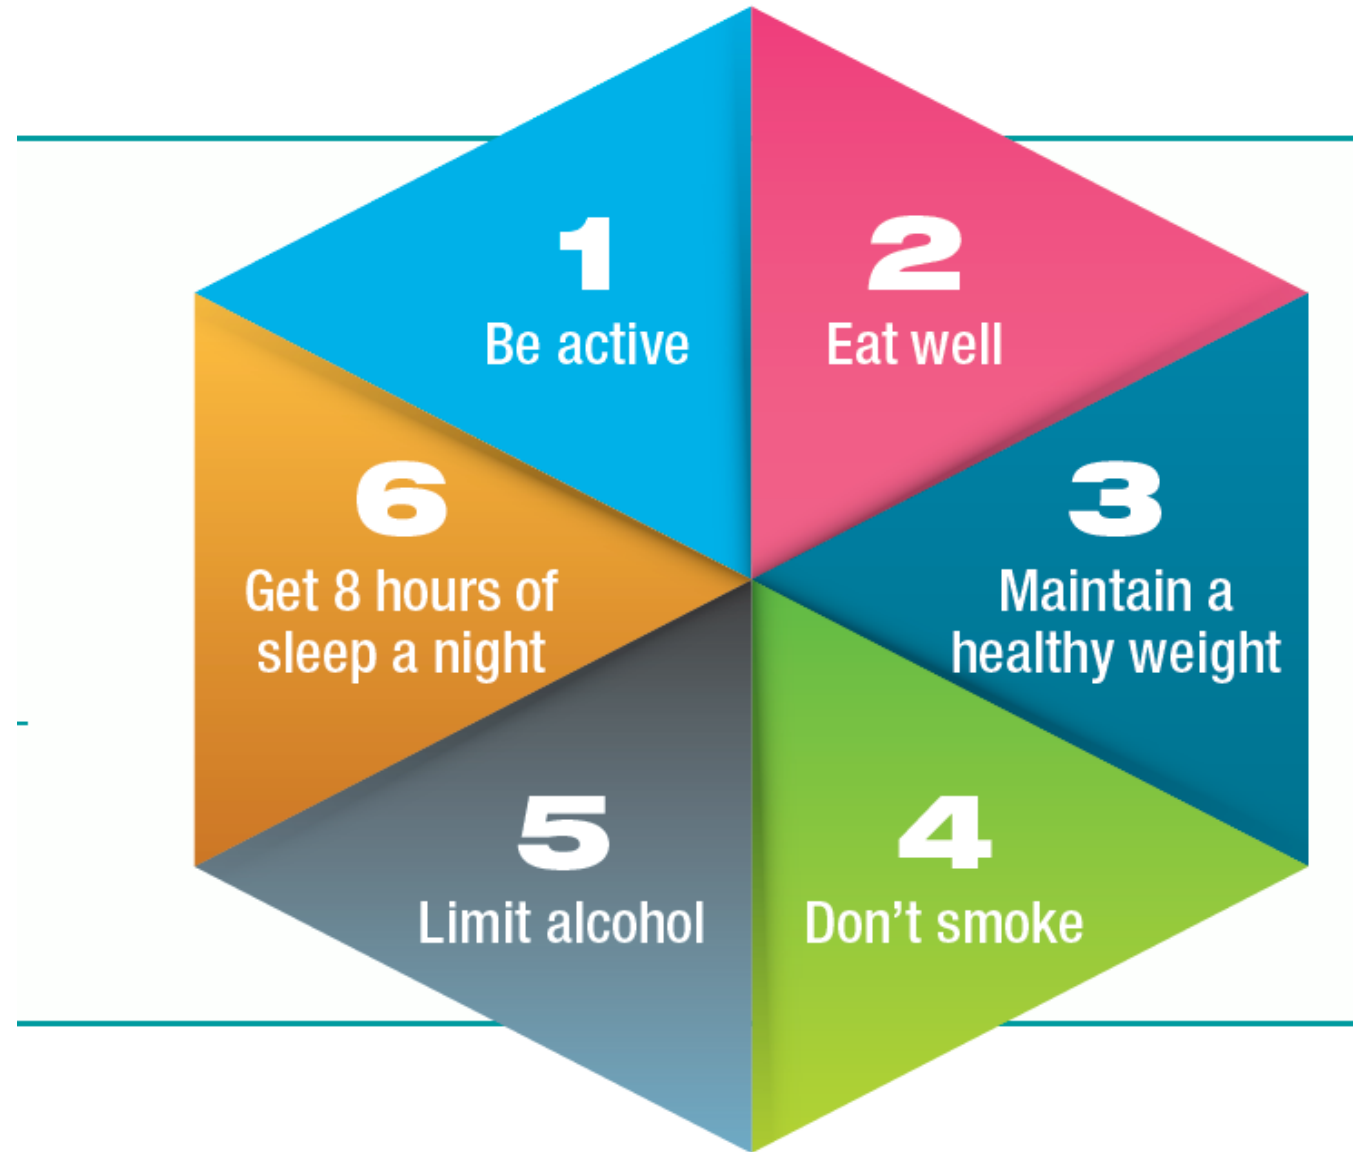 1
Be active
2
Eat well
3
Maintain a
healthy weight
4
Don’t smoke
5
Limit alcohol
6
Get 8 hours of
sleep a night